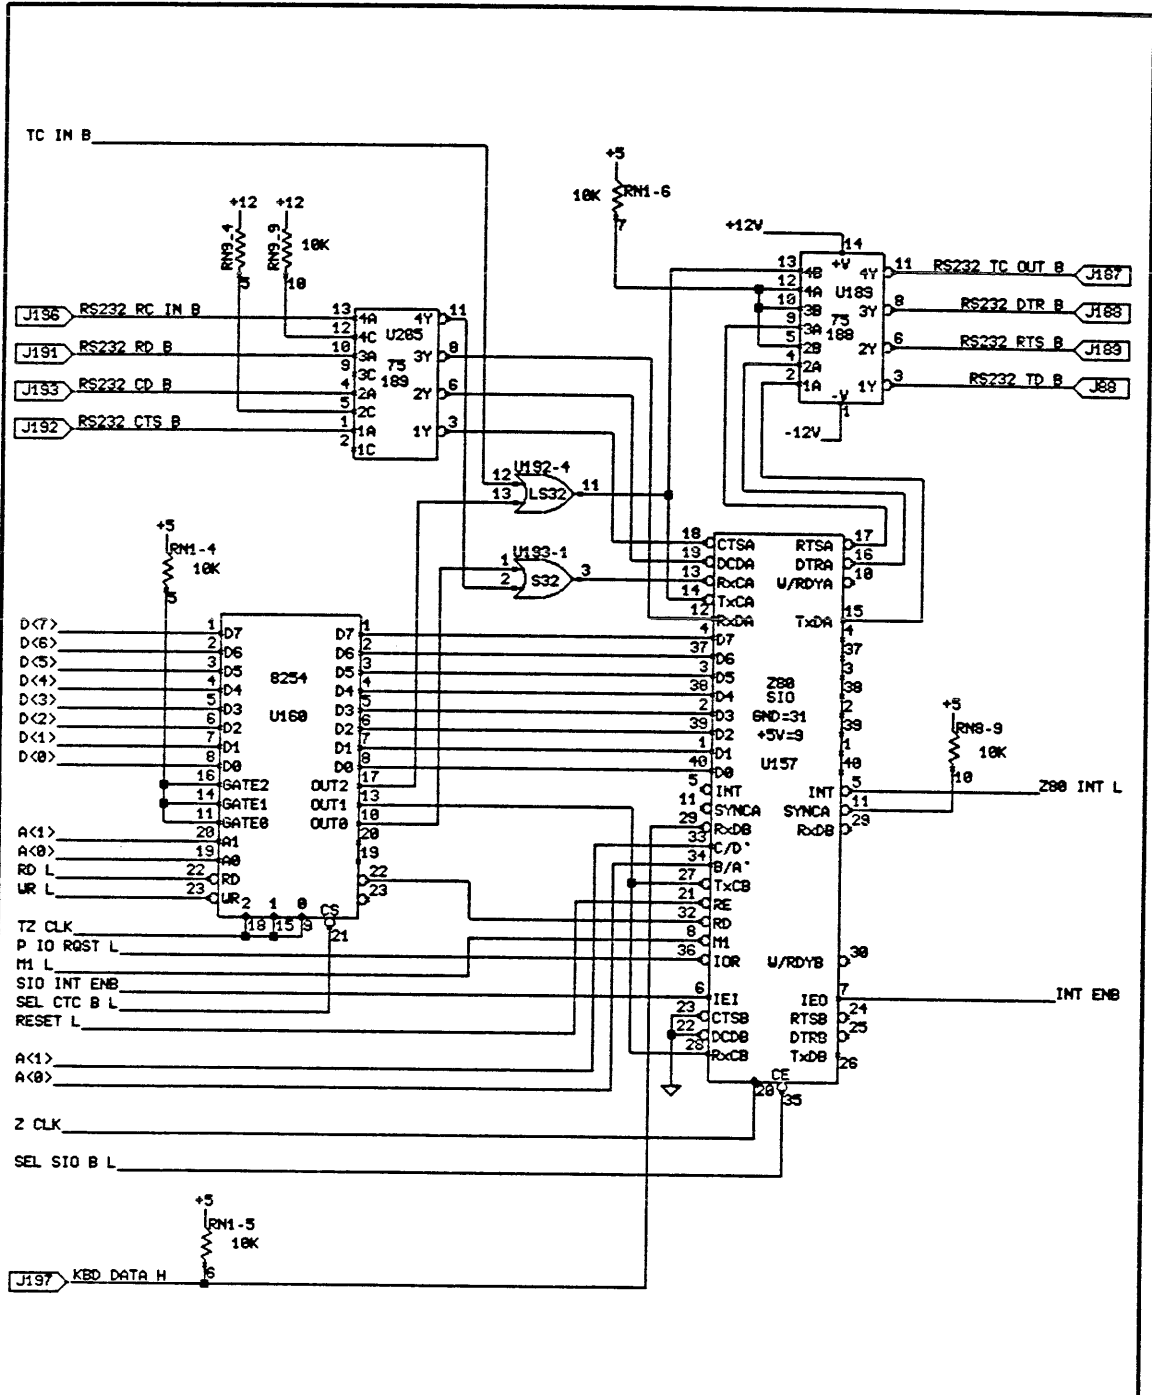 TC IN B
+5
10K RN1-6
7
+12 +12
RN9_4 RN9_9 10K
5 10
+12V 14
13 4B +V 4Y 11 RS232 TC OUT B J187
12 4A U189
10 3B 3Y 8 RS232 DTR B J188
9 3A 75
5 2B 188 2Y 6 RS232 RTS B J189
4 2A
2 1A 1Y 3 RS232 TD B J88
-V 1
-12V
J196 RS232 RC IN B 13 4A 4Y 11
12 4C U205
J191 RS232 RD B 10 3A 3Y 8
9 3C 75
J193 RS232 CD B 4 2A 189 2Y 6
5 2C
J192 RS232 CTS B 1 1A 1Y 3
2 1C
U192-4
12 13 LS32 11
U193-1
1 2 S32 3
+5
RN1-4
10K
5
18 CTSA RTSA 17
19 DCDA DTRA 16
13 RxCA W/RDYA 10
14 TxCA
12 RxDA TxDA 15
4 D7 4
37 D6 37
3 D5 3
38 D4 Z80 38
2 D3 SIO 2
39 D2 GND=31 39
1 D1 +5V=9 1
40 D0 U157 40
5 INT INT 5 Z80 INT L
11 SYNCA SYNCA 11
29 RxDB RxDB 29
33 C/D*
34 B/A*
27 TxCB
21 RE
32 RD
8 M1
36 IOR W/RDYB 30
6 IEI IEO 7 INT ENB
23 CTSB RTSB 24
22 DCDB DTRB 25
28 RxCB TxDB 26
CE
20 35
+5
RN8-9
10K
10
D<7> 1 D7 D7 1
D<6> 2 D6 D6 2
D<5> 3 D5 D5 3
D<4> 4 D4 8254 D4 4
D<3> 5 D3 D3 5
D<2> 6 D2 U160 D2 6
D<1> 7 D1 D1 7
D<0> 8 D0 D0 8
16 GATE2 OUT2 17
14 GATE1 OUT1 13
11 GATE0 OUT0 10
A<1> 20 A1 20
A<0> 19 A0 19
RD L 22 RD 22
WR L 23 WR 23
2 1 0 CS
18 15 9 21
TZ CLK
P IO RQST L
M1 L
SIO INT ENB
SEL CTC B L
RESET L
A<1>
A<0>
Z CLK
SEL SIO B L
+5
RN1-5
10K
6
J197 KBD DATA H